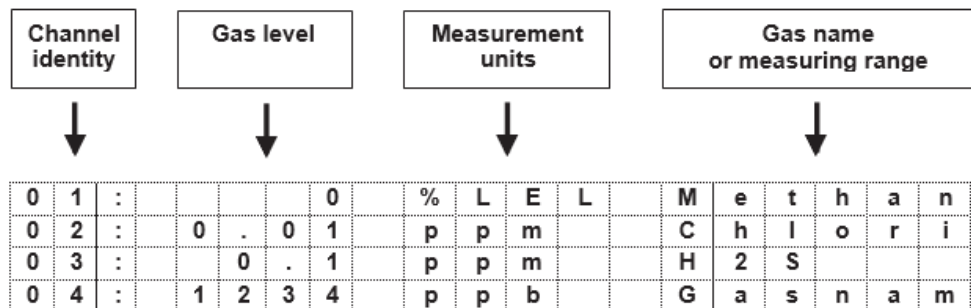 Channel identity
Gas level
Measurement units
Gas name or measuring range
01: 0 %LEL Methan
02: 0.01 ppm Chlori
03: 0.1 ppm H2S
04: 1234 ppb Gasnam